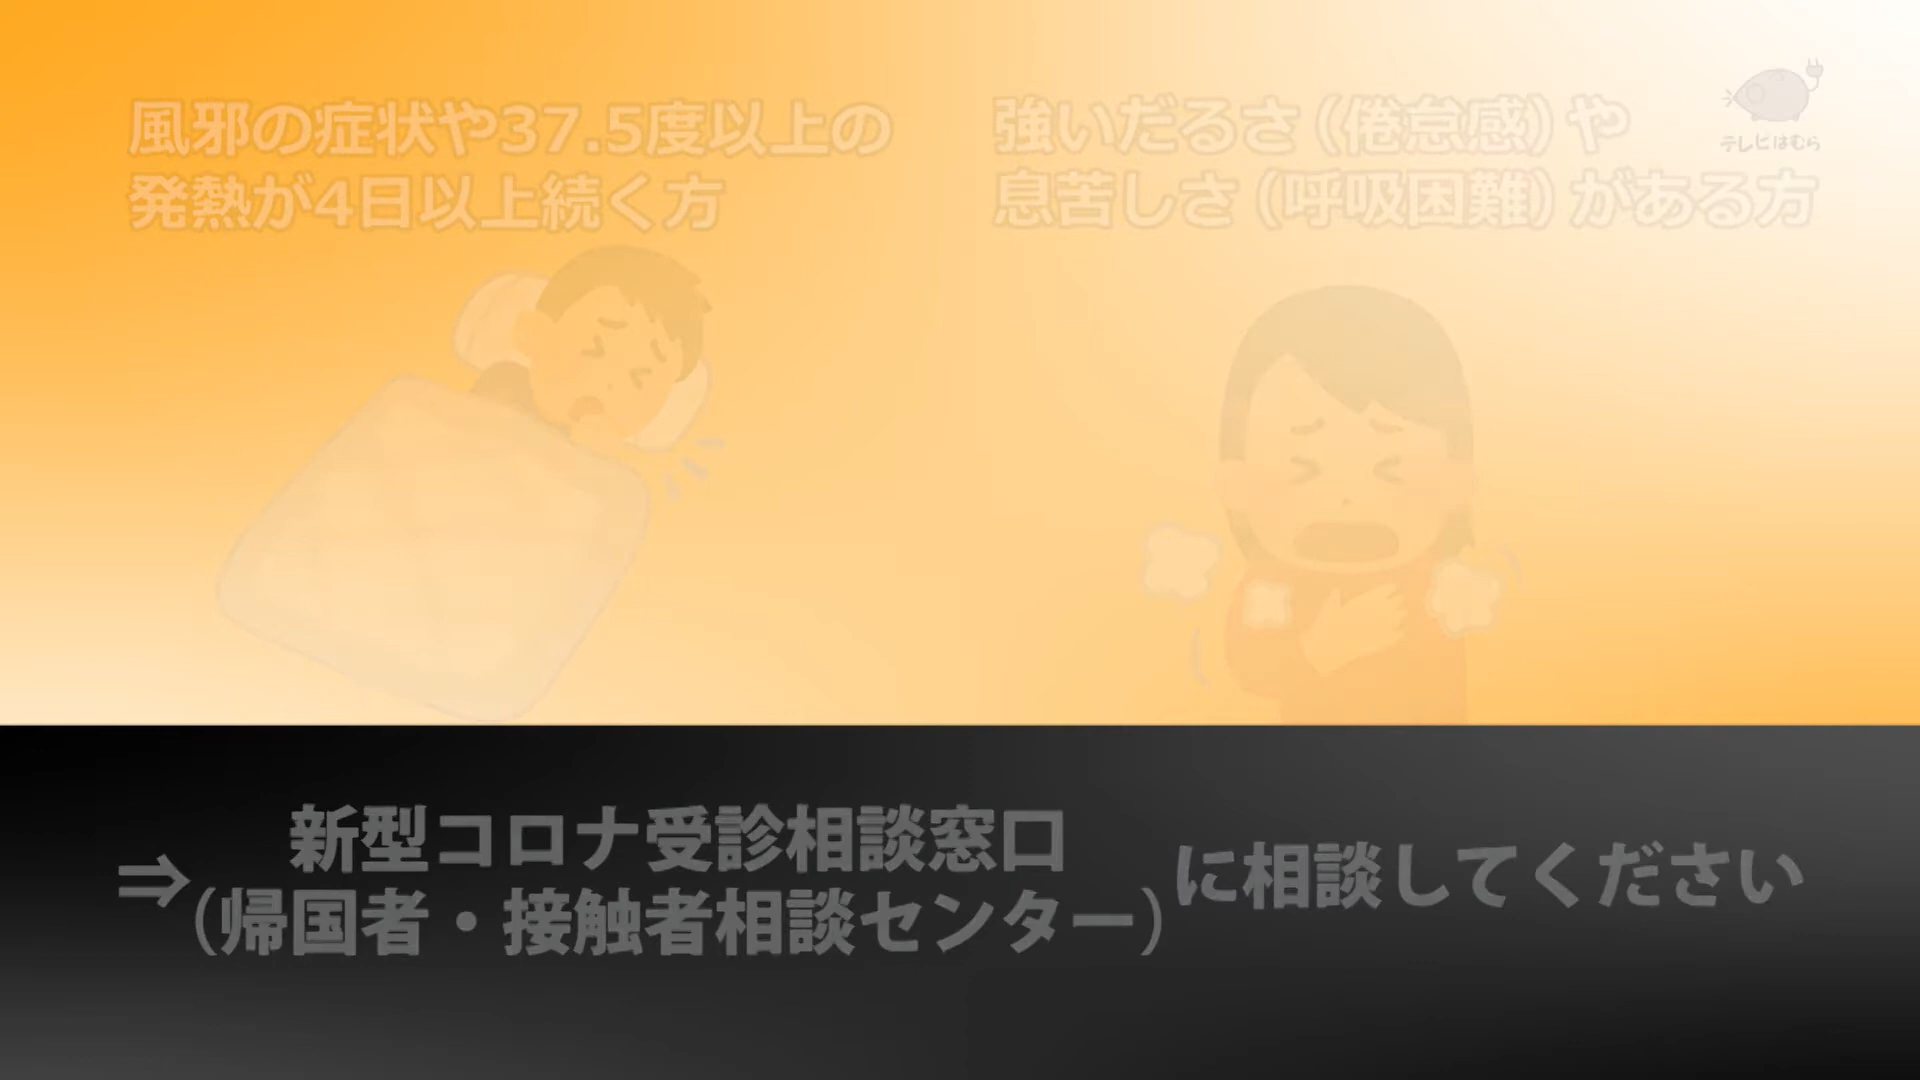 風邪の症状や37.5度以上の
発熱が4日以上続く方
強いだるさ(倦怠感)や
息苦しさ(呼吸困難)がある方
テレビはむら
⇒新型コロナ受診相談窓口
(帰国者・接触者相談センター)
に相談してください